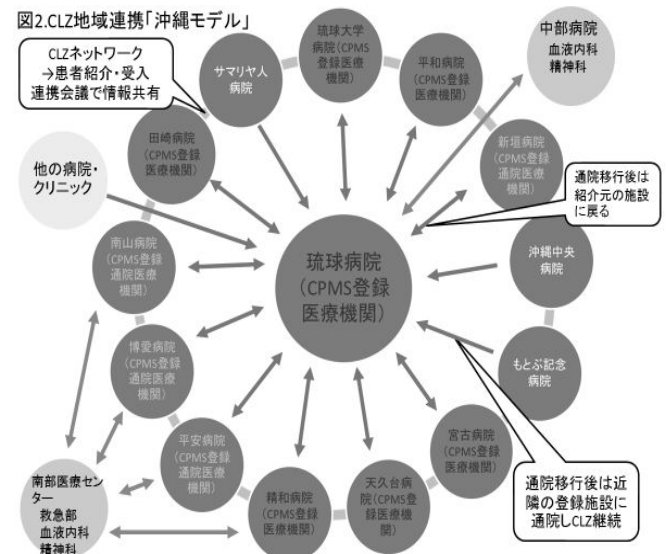 図2.CLZ地域連携「沖縄モデル」
CLZネットワーク
→患者紹介・受入
連携会議で情報共有
サマリヤ人
病院
琉球大学
病院(CPMS
登録医療
機関)
平和病院
(CPMS登録
医療機関)
中部病院
血液内科
精神科
田崎病院
(CPMS登録
医療機関)
新垣病院
(CPMS登録
通院医療
機関)
他の病院・
クリニック
通院移行後は
紹介元の施設
に戻る
南山病院
(CPMS登録
通院医療
機関)
琉球病院
(CPMS登録
医療機関)
沖縄中央
病院
博愛病院
(CPMS登録
通院医療
機関)
もとぶ記念
病院
平安病院
(CPMS登録
通院医療機
関)
宮古病院
(CPMS登録
医療機関)
南部医療セン
ター
救急部
血液内科
精神科
精和病院
(CPMS登録
医療機関)
天久台病
院(CPMS登
録医療機
関)
通院移行後は近
隣の登録施設に
通院しCLZ継続